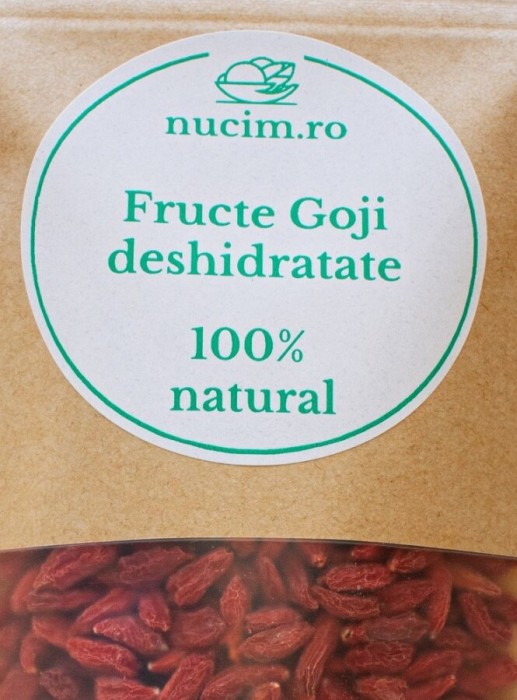 nucim.ro
Fructe Goji
deshidratate
100%
natural